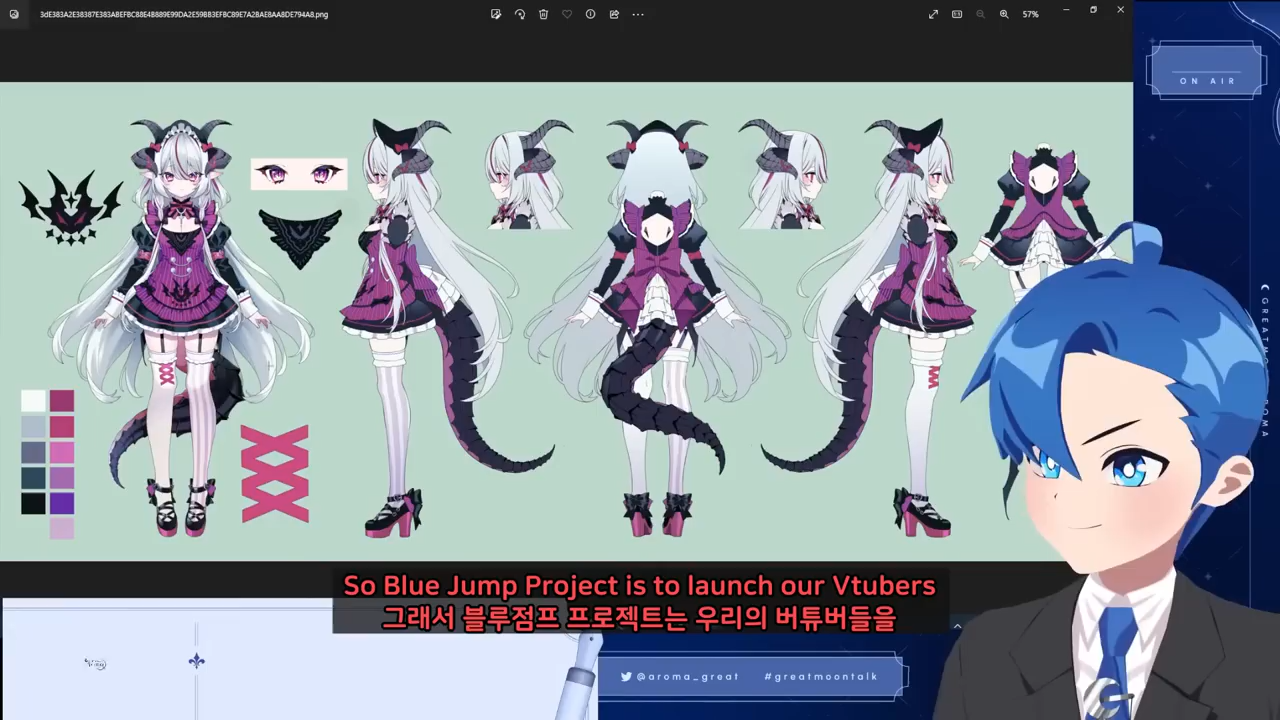 3dE383A2E38387E383ABEFBC88E4B889E99DA2E59BB3EFBC89E7A2BAE8AA8DE794A8.png
57%
ON AIR
So Blue Jump Project is to launch our Vtubers
그래서 블루점프 프로젝트는 우리의 버튜버들을
@aroma_great #greatmoontalk